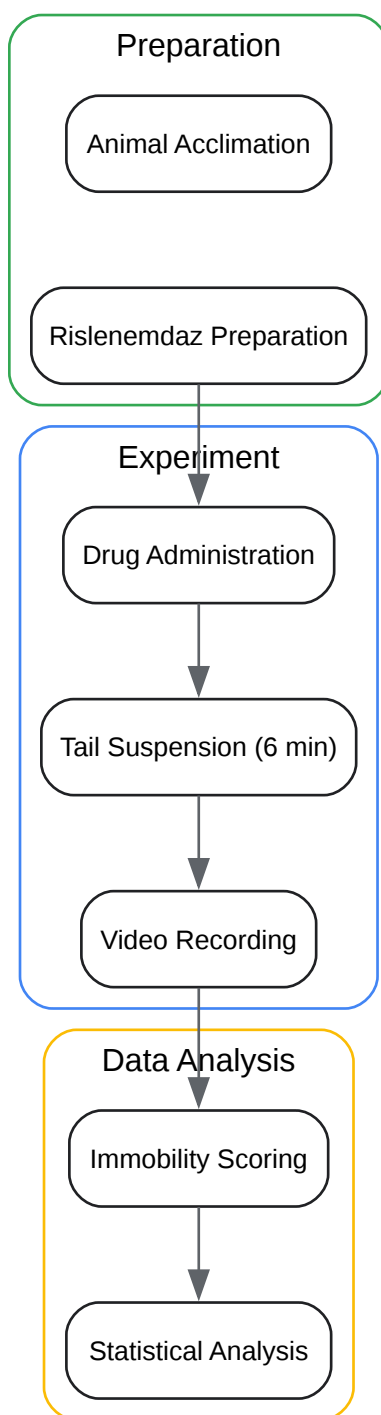 Preparation
Animal Acclimation
Rislenemdaz Preparation
Experiment
Drug Administration
Tail Suspension (6 min)
Video Recording
Data Analysis
Immobility Scoring
Statistical Analysis